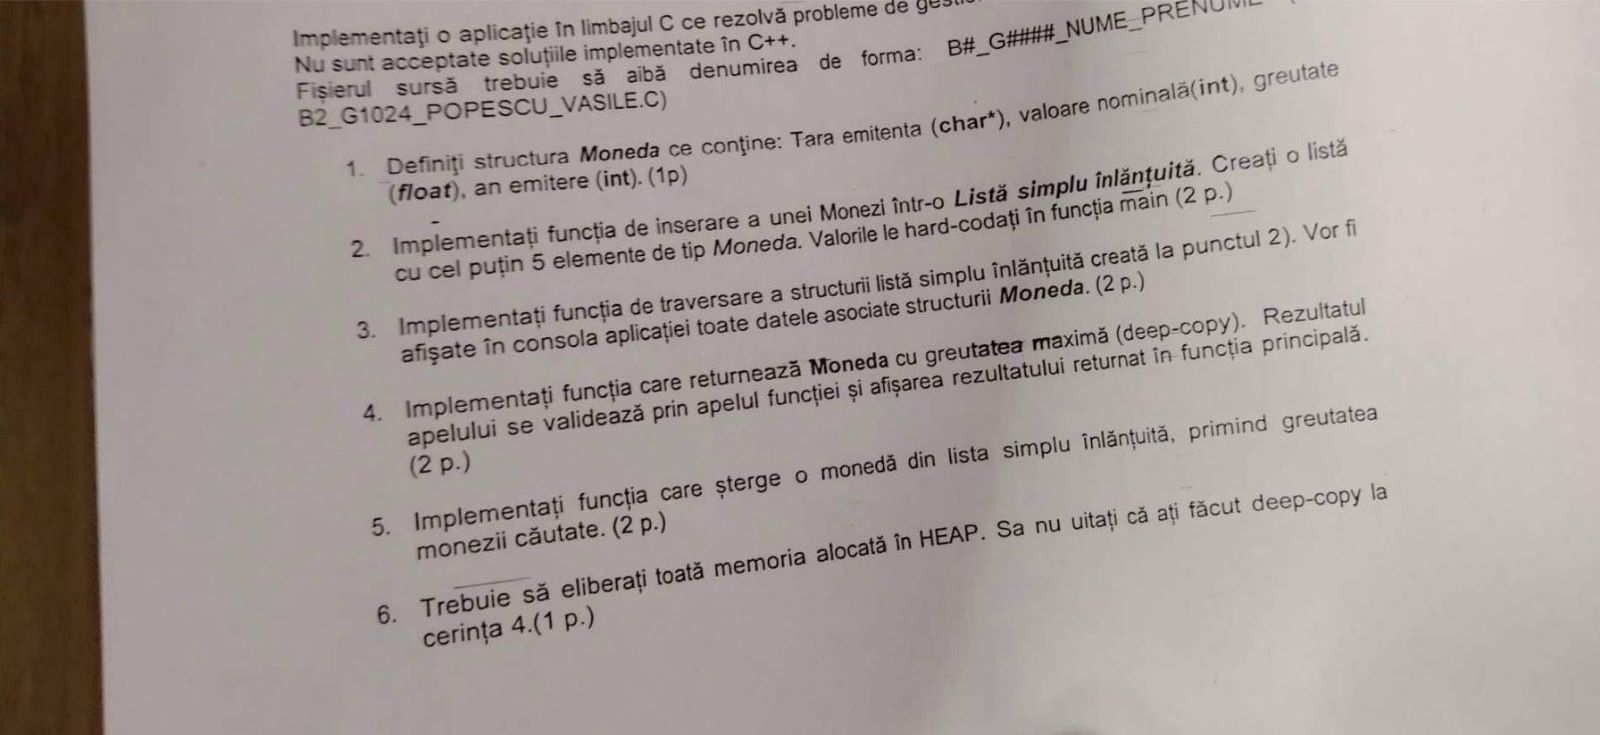 Implementaţi o aplicaţie în limbajul C ce rezolvă probleme de
Nu sunt acceptate soluțiile implementate în C++.
Fișierul sursă trebuie să aibă denumirea de forma: B#_G####_NUME_PRENUME
B2_G1024_POPESCU_VASILE.C)
1. Definiţi structura Moneda ce conţine: Tara emitenta (char*), valoare nominală(int), greutate
(float), an emitere (int). (1p)
2. Implementați funcția de inserare a unei Monezi într-o Listă simplu înlănțuită. Creați o listă
cu cel puțin 5 elemente de tip Moneda. Valorile le hard-codați în funcția main (2 p.)
3. Implementați funcția de traversare a structurii listă simplu înlănțuită creată la punctul 2). Vor fi
afişate în consola aplicației toate datele asociate structurii Moneda. (2 p.)
4. Implementați funcția care returnează Moneda cu greutatea maximă (deep-copy). Rezultatul
apelului se validează prin apelul funcției și afișarea rezultatului returnat în funcția principală.
(2 p.)
5. Implementați funcția care șterge o monedă din lista simplu înlănțuită, primind greutatea
monezii căutate. (2 p.)
6. Trebuie să eliberați toată memoria alocată în HEAP. Sa nu uitați că ați făcut deep-copy la
cerința 4.(1 p.)